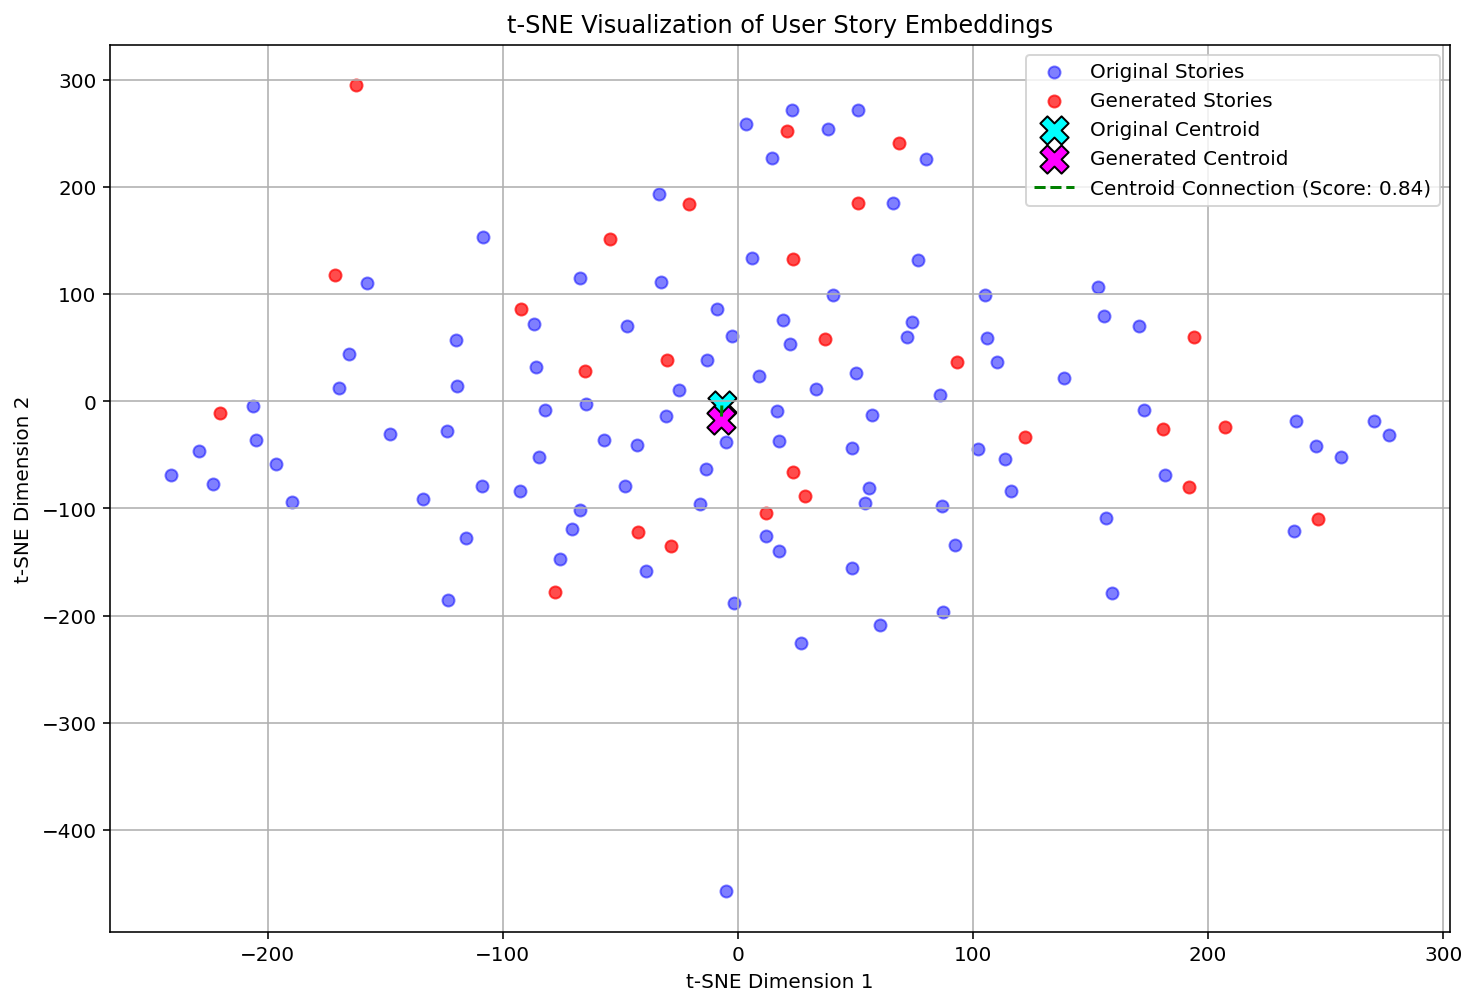 t-SNE Visualization of User Story Embeddings
Original Stories
Generated Stories
Original Centroid
Generated Centroid
Centroid Connection (Score: 0.84)
300
200
100
0
−100
−200
−300
−400
t-SNE Dimension 2
−200
−100
0
100
200
300
t-SNE Dimension 1